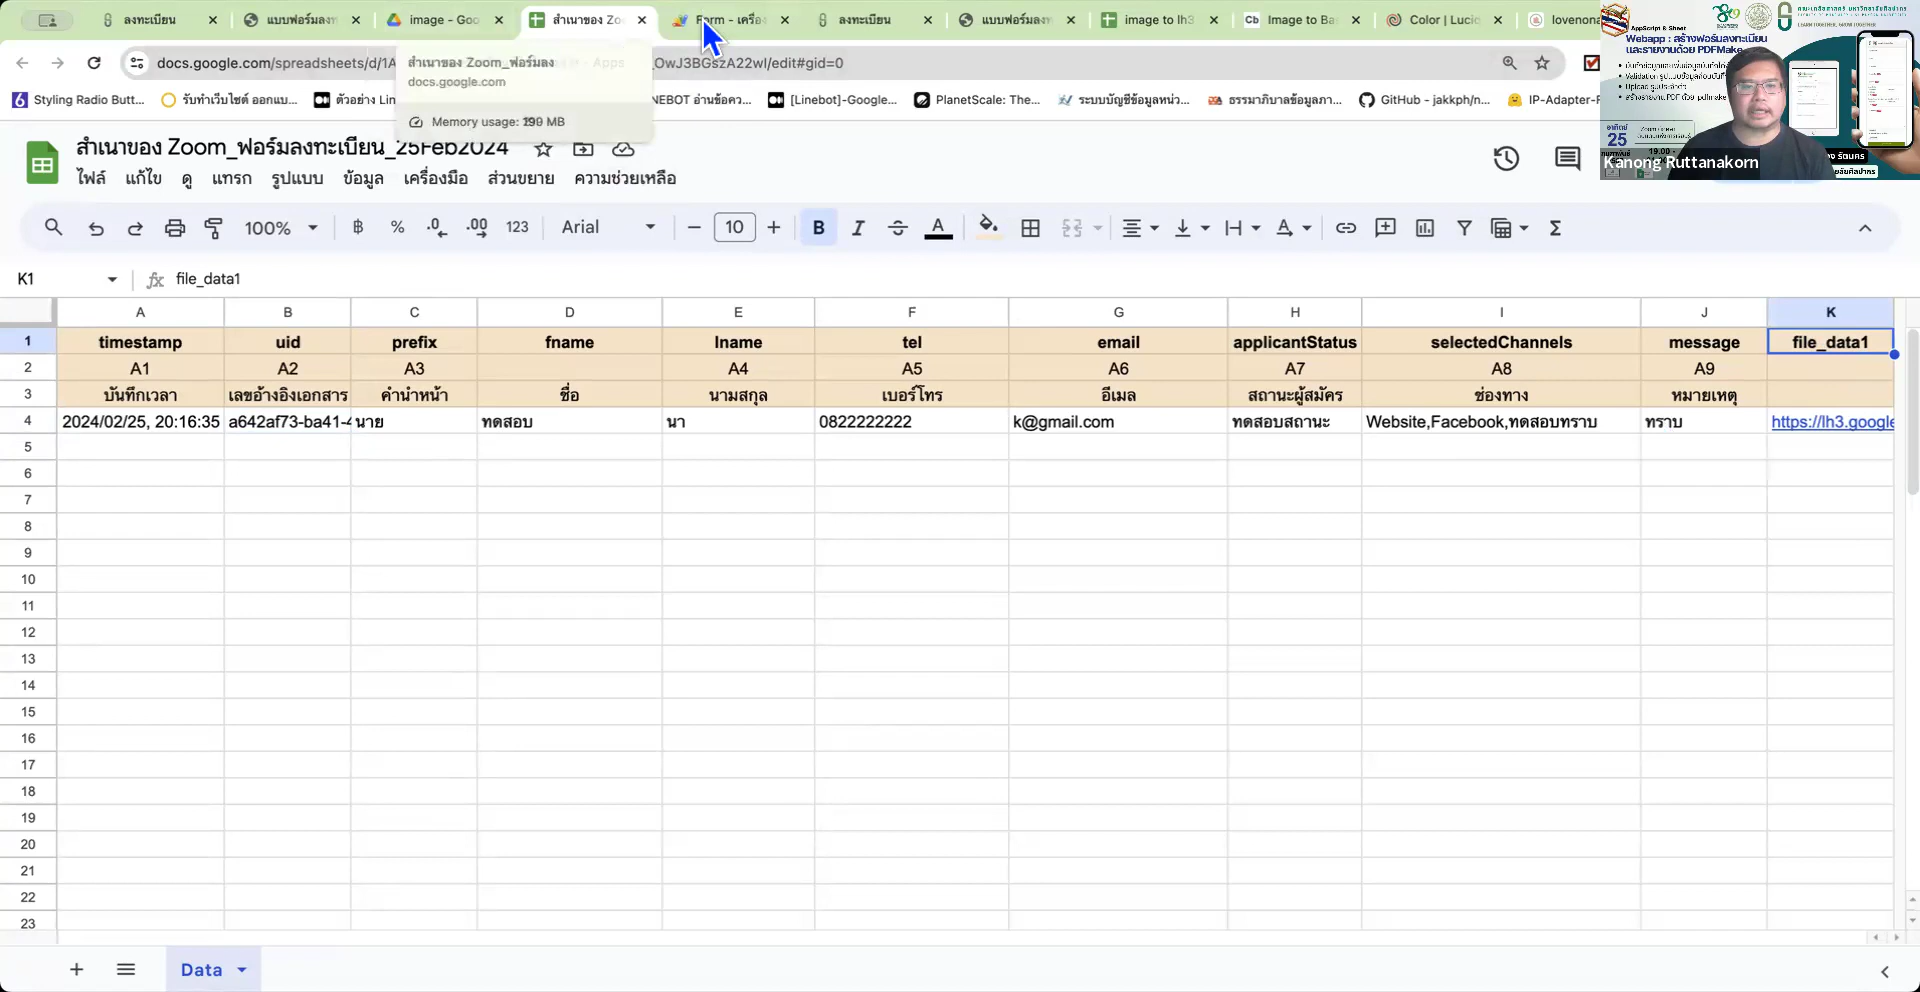 ลงทะเบียน
แบบฟอร์มลงท
image - Goo
สำเนาของ Zo
Form - เครื่อง
ลงทะเบียน
แบบฟอร์มลงท
image to lh3
Image to Ba
Color | Lucid
lovenona
docs.google.com/spreadsheets/d/1A
OwJ3BGszA22wI/edit#gid=0
สำเนาของ Zoom_ฟอร์มลง
docs.google.com
Memory usage:
MB
Styling Radio Butt...
รับทำเว็บไซต์ ออกแบ...
ตัวอย่าง Lin
NEBOT อ่านข้อคว...
[Linebot]-Google...
PlanetScale: The...
ระบบบัญชีข้อมูลหน่ว...
ธรรมาภิบาลข้อมูลภา...
GitHub - jakkph/n...
IP-Adapter-F
AppScript & Sheet
Webapp : สร้างฟอร์มลงทะเบียน
และรายงานด้วย PDFMake
อาทิตย์
25
19.00 -
Kanong Ruttanakorn
สำเนาของ Zoom_ฟอร์มลงทะเบียน_25Feb2024
ไฟล์ แก้ไข ดู แทรก รูปแบบ ข้อมูล เครื่องมือ ส่วนขยาย ความช่วยเหลือ
100% ฿ % .0 .00 123 Arial 10 B I A
K1 fx file_data1
A B C D E F G H I J K
1 timestamp uid prefix fname lname tel email applicantStatus selectedChannels message file_data1
2 A1 A2 A3 A4 A5 A6 A7 A8 A9
3 บันทึกเวลา เลขอ้างอิงเอกสาร คำนำหน้า ชื่อ นามสกุล เบอร์โทร อีเมล สถานะผู้สมัคร ช่องทาง หมายเหตุ
4 2024/02/25, 20:16:35 a642af73-ba41-4 นาย ทดสอบ นา 0822222222 k@gmail.com ทดสอบสถานะ Website,Facebook,ทดสอบทราบ ทราบ https://lh3.google
5
6
7
8
9
10
11
12
13
14
15
16
17
18
19
20
21
22
23
Data